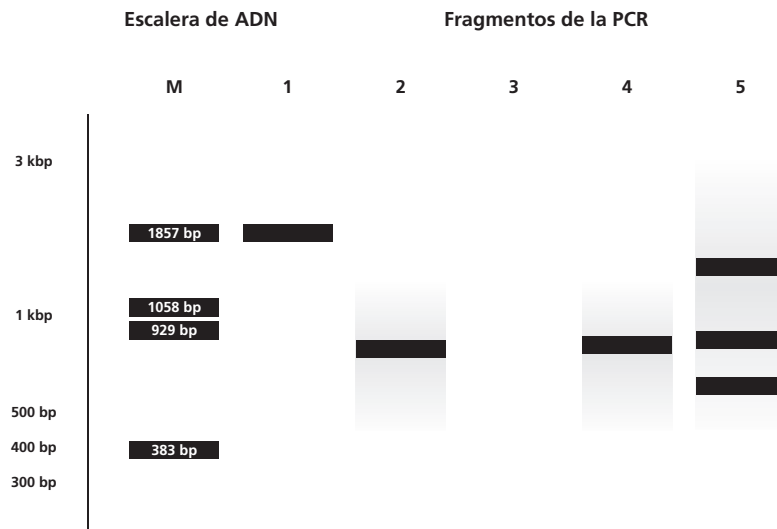 Escalera de ADN Fragmentos de la PCR
M 1 2 3 4 5
3 kbp
1857 bp
1058 bp
1 kbp
929 bp
500 bp
400 bp
383 bp
300 bp